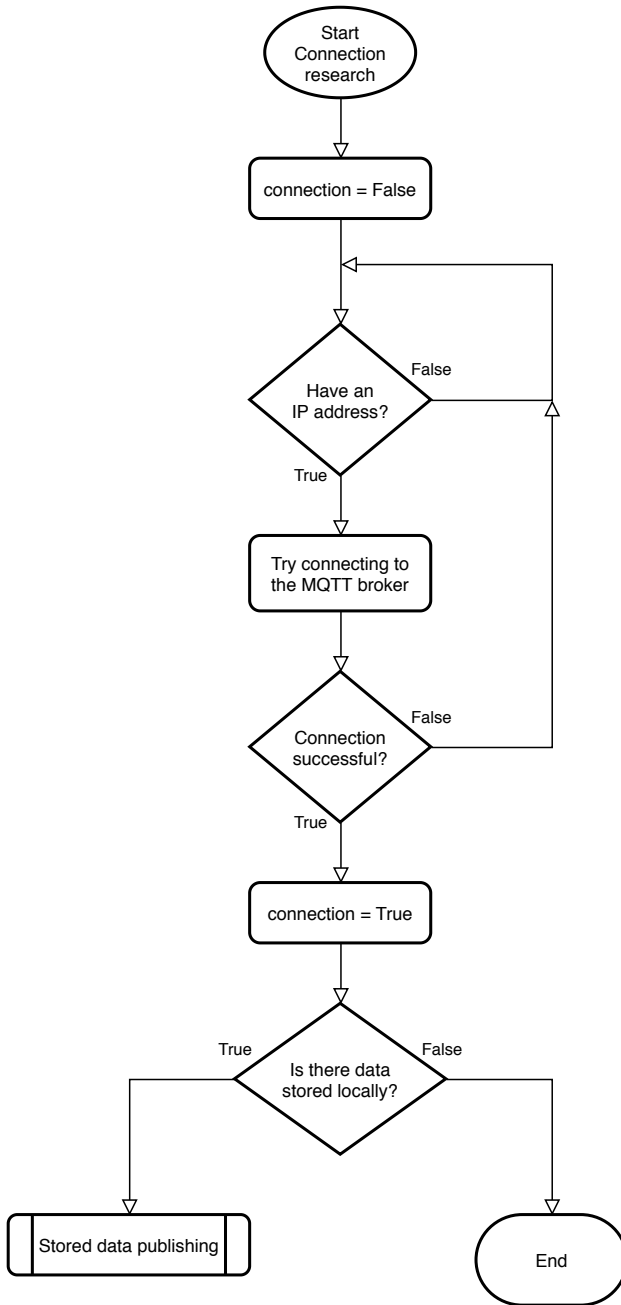 Start
Connection
research
connection = False
False
Have an
IP address?
True
Try connecting to
the MQTT broker
False
Connection
successful?
True
connection = True
True
False
Is there data
stored locally?
Stored data publishing
End